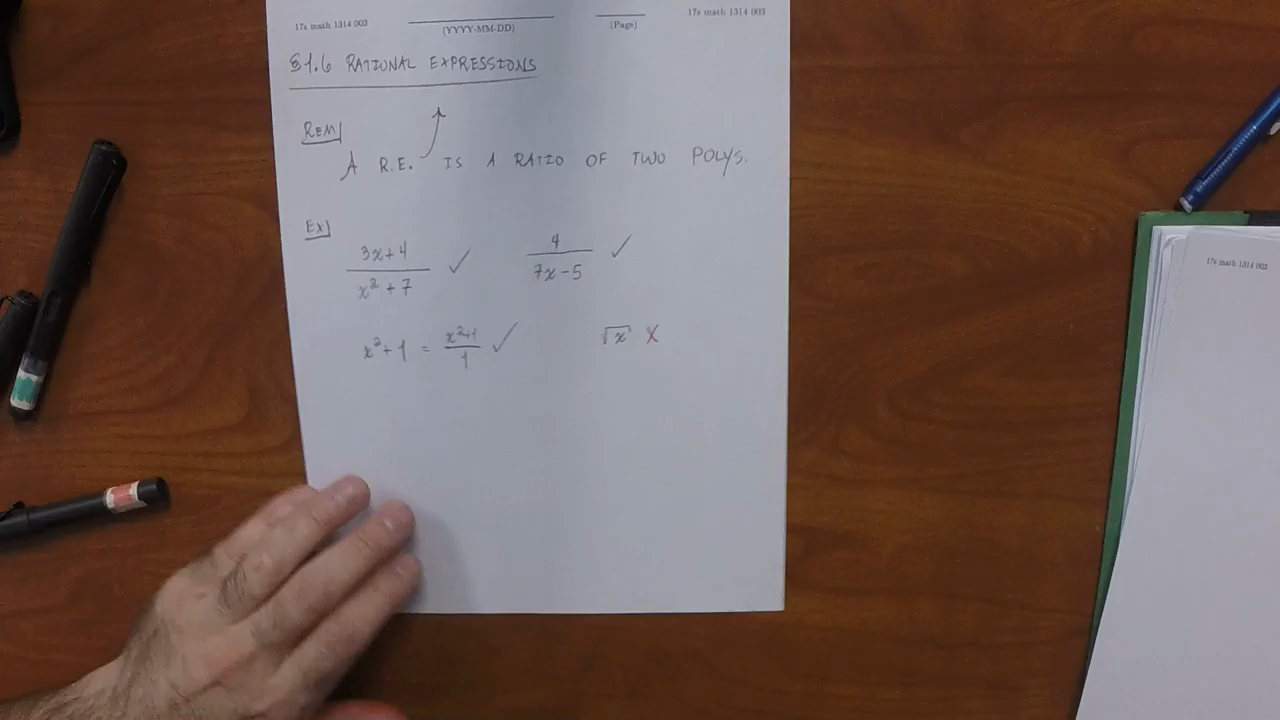 17s math 1314 003 (YYYY-MM-DD) (Page) 17s math 1314 003
§1.6 RATIONAL EXPRESSIONS
REM
A R.E. IS A RATIO OF TWO POLYS.
EX
3x+4 / x²+7 ✓ 4 / 7x-5 ✓
x²+1 = x²+1 / 1 ✓ √x ✗
17s math 1314 003